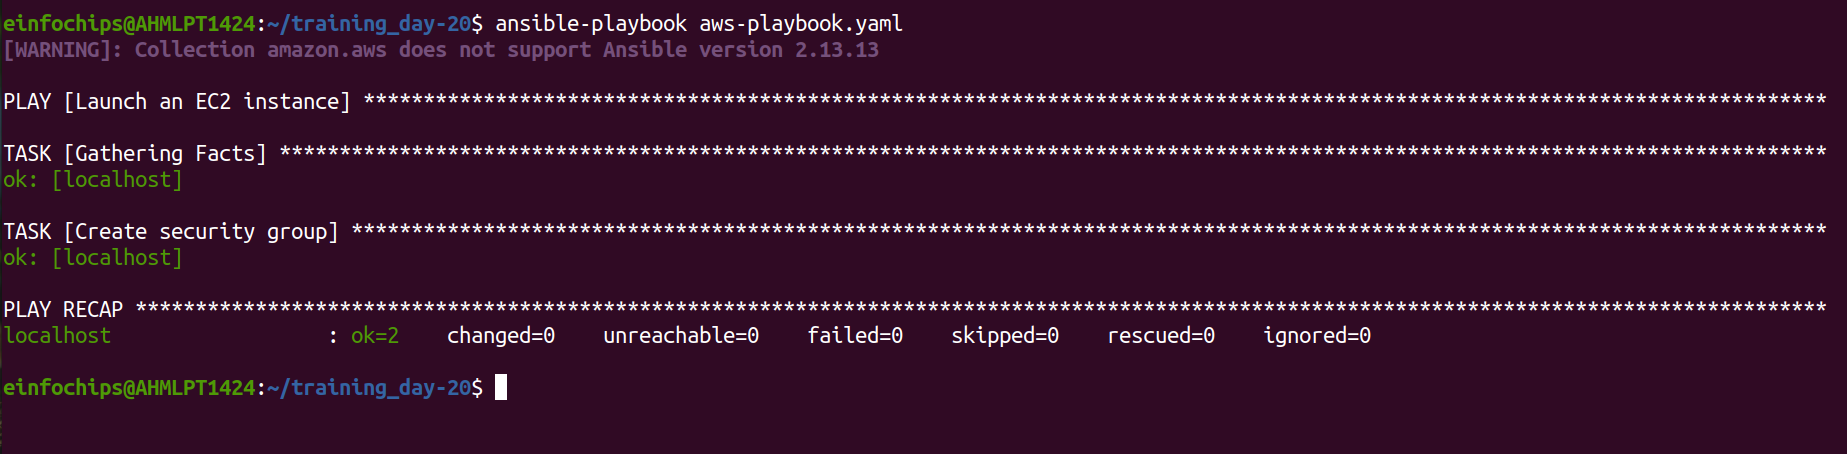 einfochips@AHMLPT1424:~/training_day-20$ ansible-playbook aws-playbook.yaml
[WARNING]: Collection amazon.aws does not support Ansible version 2.13.13
PLAY [Launch an EC2 instance] **************************************************************************************************************************
TASK [Gathering Facts] *********************************************************************************************************************************
ok: [localhost]
TASK [Create security group] ***************************************************************************************************************************
ok: [localhost]
PLAY RECAP *********************************************************************************************************************************************
localhost                  : ok=2    changed=0    unreachable=0    failed=0    skipped=0    rescued=0    ignored=0
einfochips@AHMLPT1424:~/training_day-20$